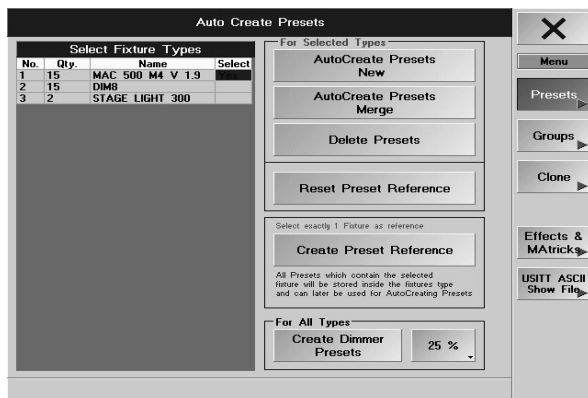 Auto Create Presets
Menu
Presets
Groups
Clone
Effects &
MAtricks
USITT ASCII
Show File
Select Fixture Types
No. Qty. Name Select
1 15 MAC 500 M4 V 1.9 Yes
2 15 DIM8
3 2 STAGE LIGHT 300
For Selected Types
AutoCreate Presets
New
AutoCreate Presets
Merge
Delete Presets
Reset Preset Reference
Select exactly 1 Fixture as reference
Create Preset Reference
All Presets which contain the selected
fixture will be stored inside the fixtures type
and can later be used for AutoCreating Presets
For All Types
Create Dimmer
Presets
25 %